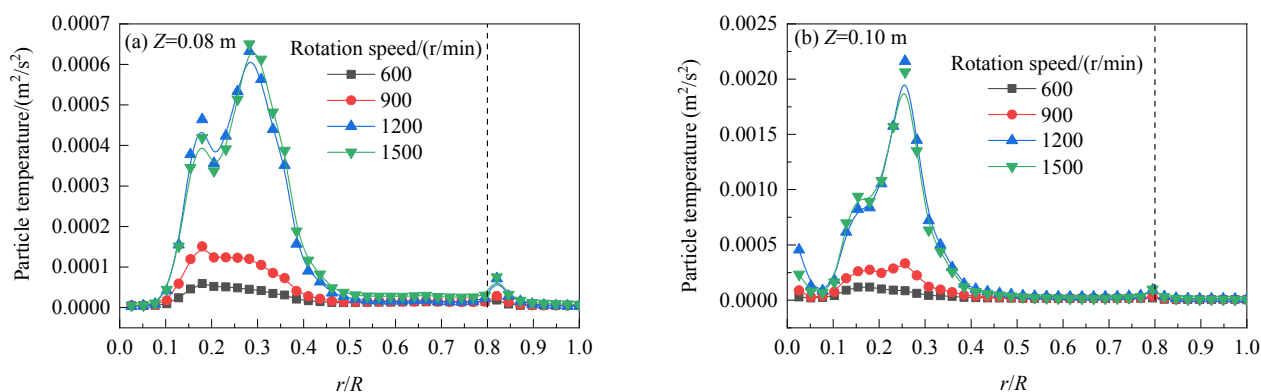 (a) Z=0.08 m
Rotation speed/(r/min)
600
900
1200
1500
Particle temperature/(m²/s²)
0.0007
0.0006
0.0005
0.0004
0.0003
0.0002
0.0001
0.0000
0.0 0.1 0.2 0.3 0.4 0.5 0.6 0.7 0.8 0.9 1.0
r/R
(b) Z=0.10 m
Rotation speed/(r/min)
600
900
1200
1500
Particle temperature (m²/s²)
0.0025
0.0020
0.0015
0.0010
0.0005
0.0000
0.0 0.1 0.2 0.3 0.4 0.5 0.6 0.7 0.8 0.9 1.0
r/R